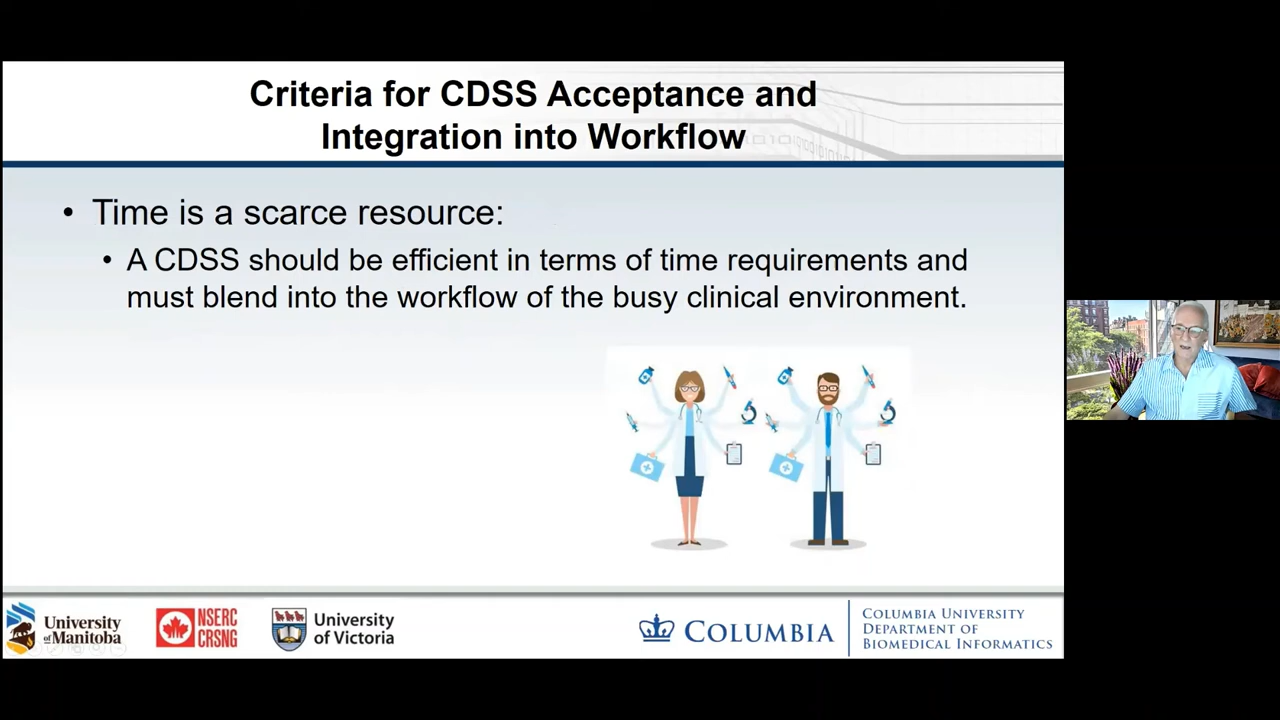 Criteria for CDSS Acceptance and
Integration into Workflow
• Time is a scarce resource:
• A CDSS should be efficient in terms of time requirements and
must blend into the workflow of the busy clinical environment.
University
of Manitoba
NSERC
CRSNG
University
of Victoria
COLUMBIA
COLUMBIA UNIVERSITY
DEPARTMENT OF
BIOMEDICAL INFORMATICS